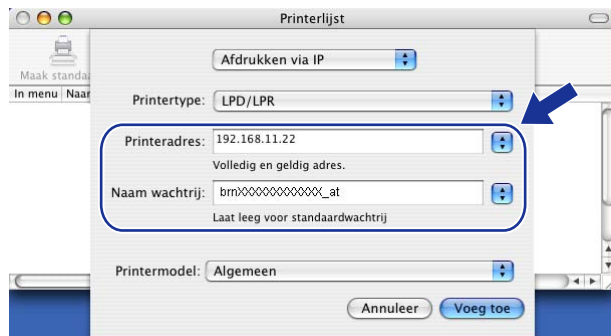 Printerlijst
Afdrukken via IP
Maak standaa
In menu Naar
Printertype: LPD/LPR
Printeradres: 192.168.11.22
Volledig en geldig adres.
Naam wachtrij: brnXXXXXXXXXXXX_at
Laat leeg voor standaardwachtrij
Printermodel: Algemeen
Annuleer Voeg toe